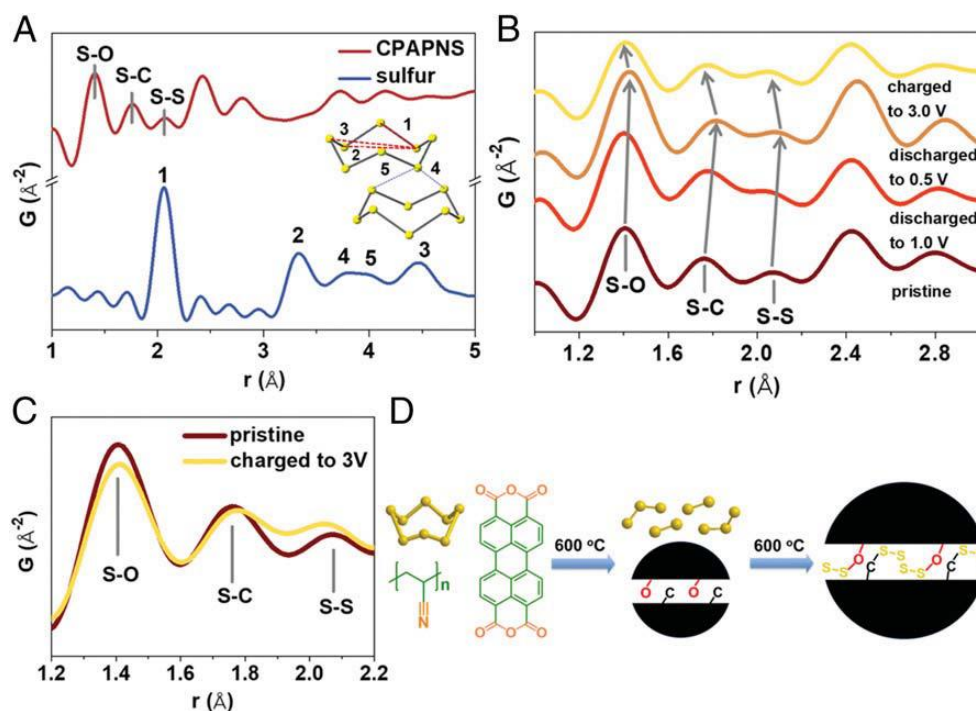 A
S-O
S-C
S-S
CPAPNS
sulfur
3
1
2
5
4
1
2
4
5
3
G (Å⁻²)
G (Å⁻²)
1
2
3
4
5
r (Å)
B
charged
to 3.0 V
discharged
to 0.5 V
discharged
to 1.0 V
pristine
S-O
S-C
S-S
G (Å⁻²)
1.2
1.6
2.0
2.4
2.8
r (Å)
C
pristine
charged to 3V
S-O
S-C
S-S
G (Å⁻²)
1.2
1.4
1.6
1.8
2.0
2.2
r (Å)
D
O O O
n
N
O O O
600 °C
O C O C
600 °C
S-S-O C-S-S S-S-O C-S-S